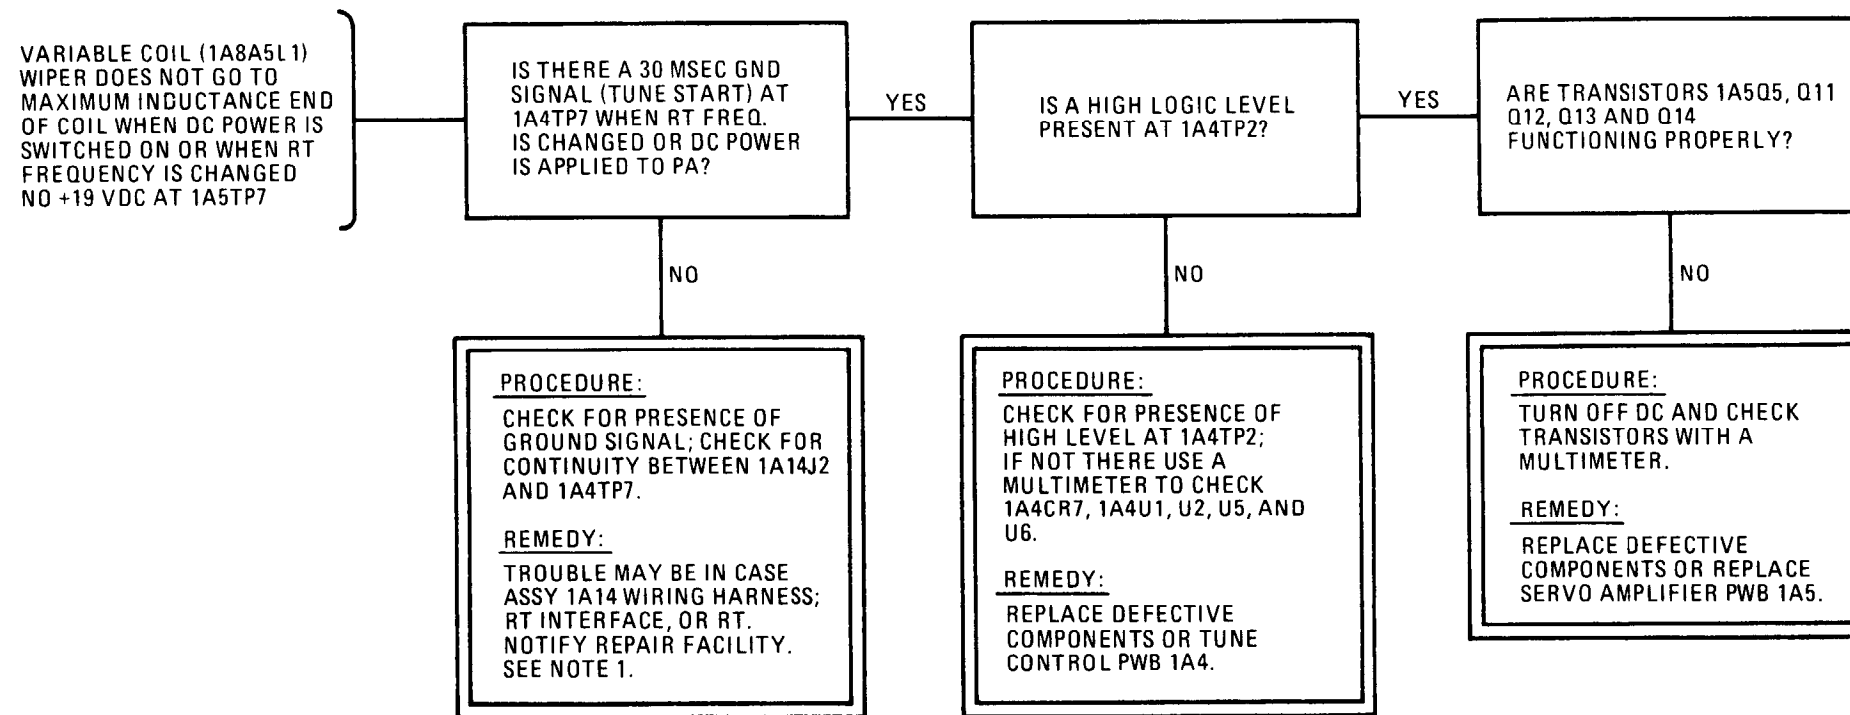 VARIABLE COIL (1A8A5L1)
WIPER DOES NOT GO TO
MAXIMUM INDUCTANCE END
OF COIL WHEN DC POWER IS
SWITCHED ON OR WHEN RT
FREQUENCY IS CHANGED
NO +19 VDC AT 1A5TP7
IS THERE A 30 MSEC GND
SIGNAL (TUNE START) AT
1A4TP7 WHEN RT FREQ.
IS CHANGED OR DC POWER
IS APPLIED TO PA?
YES
IS A HIGH LOGIC LEVEL
PRESENT AT 1A4TP2?
YES
ARE TRANSISTORS 1A5Q5, Q11
Q12, Q13 AND Q14
FUNCTIONING PROPERLY?
NO
NO
NO
PROCEDURE:
CHECK FOR PRESENCE OF
GROUND SIGNAL; CHECK FOR
CONTINUITY BETWEEN 1A14J2
AND 1A4TP7.
REMEDY:
TROUBLE MAY BE IN CASE
ASSY 1A14 WIRING HARNESS;
RT INTERFACE, OR RT.
NOTIFY REPAIR FACILITY.
SEE NOTE 1.
PROCEDURE:
CHECK FOR PRESENCE OF
HIGH LEVEL AT 1A4TP2;
IF NOT THERE USE A
MULTIMETER TO CHECK
1A4CR7, 1A4U1, U2, U5, AND
U6.
REMEDY:
REPLACE DEFECTIVE
COMPONENTS OR TUNE
CONTROL PWB 1A4.
PROCEDURE:
TURN OFF DC AND CHECK
TRANSISTORS WITH A
MULTIMETER.
REMEDY:
REPLACE DEFECTIVE
COMPONENTS OR REPLACE
SERVO AMPLIFIER PWB 1A5.